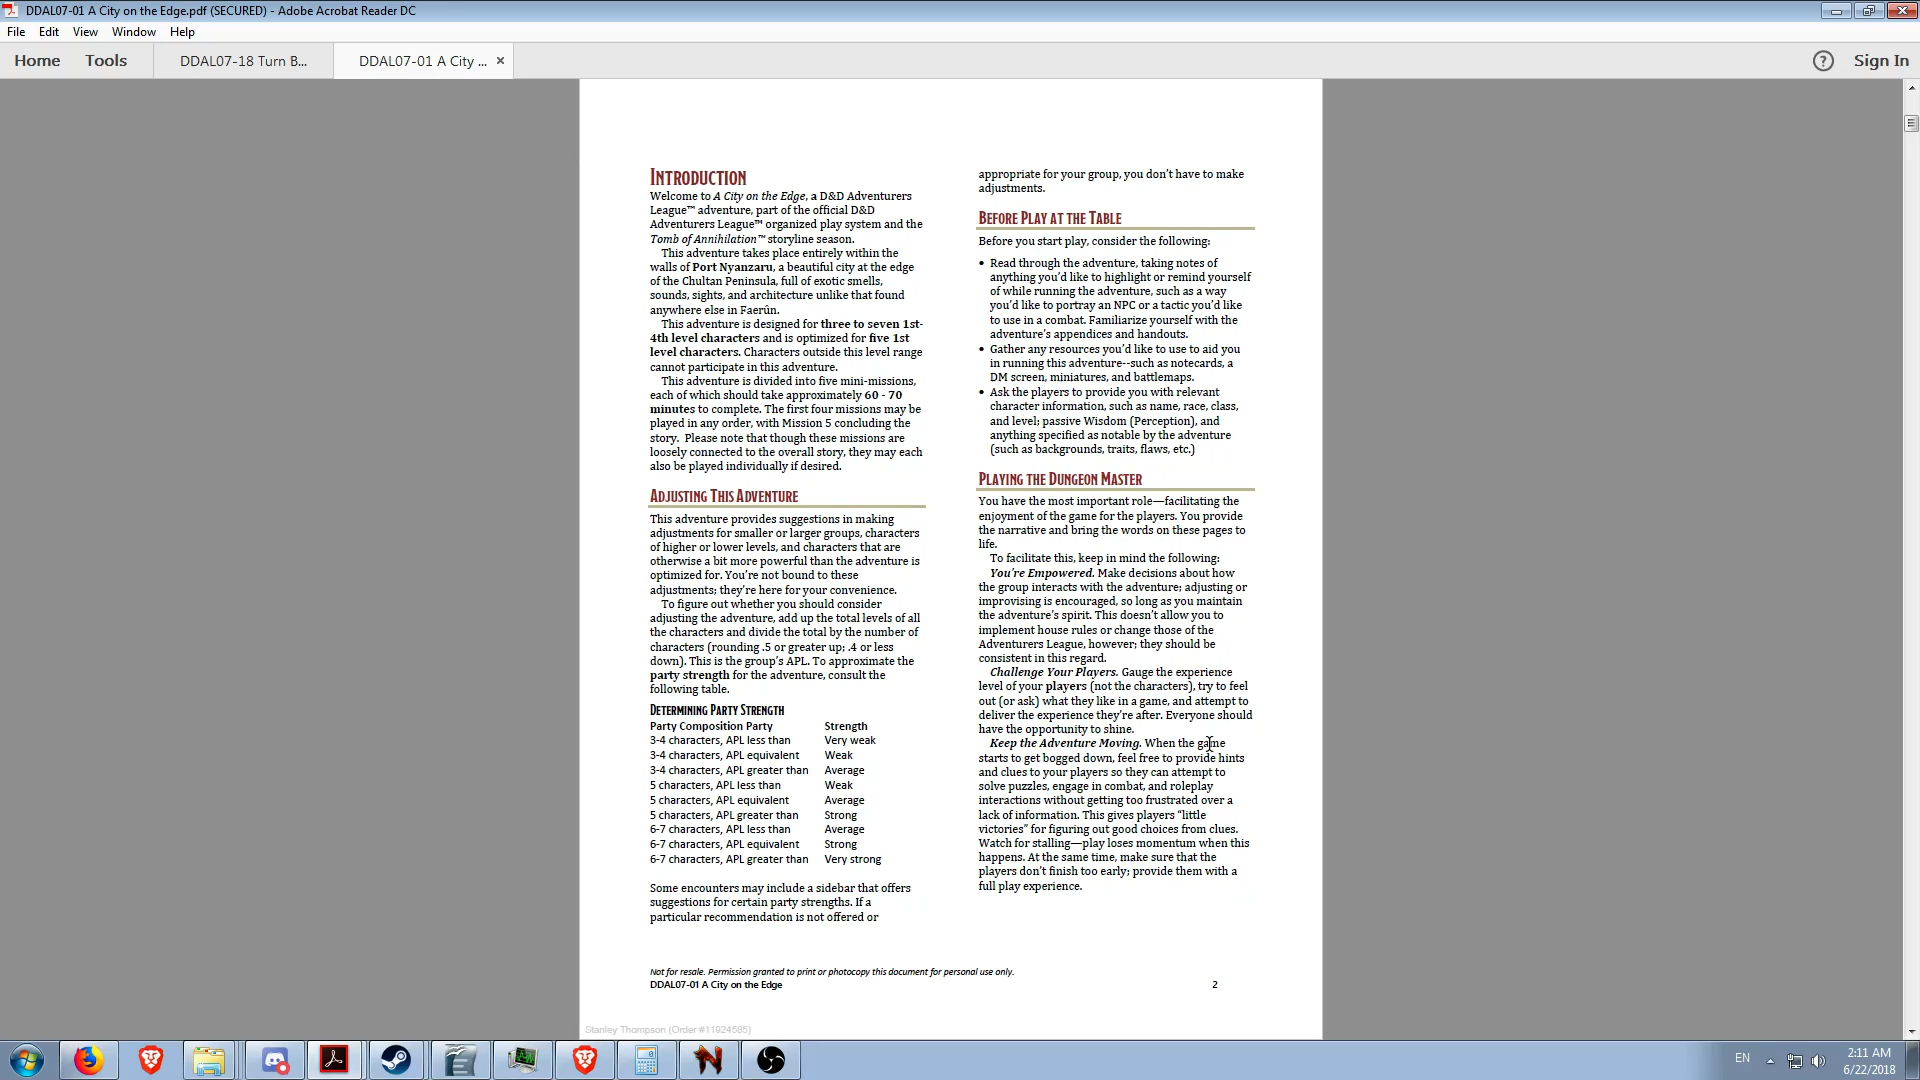 DDAL07-01 A City on the Edge.pdf (SECURED) - Adobe Acrobat Reader DC
File Edit View Window Help
Home Tools DDAL07-18 Turn B... DDAL07-01 A City ... × ? Sign In
INTRODUCTION
Welcome to A City on the Edge, a D&D Adventurers
League™ adventure, part of the official D&D
Adventurers League™ organized play system and the
Tomb of Annihilation™ storyline season.
This adventure takes place entirely within the
walls of Port Nyanzaru, a beautiful city at the edge
of the Chultan Peninsula, full of exotic smells,
sounds, sights, and architecture unlike that found
anywhere else in Faerûn.
This adventure is designed for three to seven 1st-
4th level characters and is optimized for five 1st
level characters. Characters outside this level range
cannot participate in this adventure.
This adventure is divided into five mini-missions,
each of which should take approximately 60 - 70
minutes to complete. The first four missions may be
played in any order, with Mission 5 concluding the
story. Please note that though these missions are
loosely connected to the overall story, they may each
also be played individually if desired.
ADJUSTING THIS ADVENTURE
This adventure provides suggestions in making
adjustments for smaller or larger groups, characters
of higher or lower levels, and characters that are
otherwise a bit more powerful than the adventure is
optimized for. You're not bound to these
adjustments; they're here for your convenience.
To figure out whether you should consider
adjusting the adventure, add up the total levels of all
the characters and divide the total by the number of
characters (rounding .5 or greater up; .4 or less
down). This is the group's APL. To approximate the
party strength for the adventure, consult the
following table.
DETERMINING PARTY STRENGTH
Party Composition Party Strength
3-4 characters, APL less than Very weak
3-4 characters, APL equivalent Weak
3-4 characters, APL greater than Average
5 characters, APL less than Weak
5 characters, APL equivalent Average
5 characters, APL greater than Strong
6-7 characters, APL less than Average
6-7 characters, APL equivalent Strong
6-7 characters, APL greater than Very strong
Some encounters may include a sidebar that offers
suggestions for certain party strengths. If a
particular recommendation is not offered or
appropriate for your group, you don't have to make
adjustments.
BEFORE PLAY AT THE TABLE
Before you start play, consider the following:
• Read through the adventure, taking notes of
anything you'd like to highlight or remind yourself
of while running the adventure, such as a way
you'd like to portray an NPC or a tactic you'd like
to use in a combat. Familiarize yourself with the
adventure's appendices and handouts.
• Gather any resources you'd like to use to aid you
in running this adventure--such as notecards, a
DM screen, miniatures, and battlemaps.
• Ask the players to provide you with relevant
character information, such as name, race, class,
and level; passive Wisdom (Perception), and
anything specified as notable by the adventure
(such as backgrounds, traits, flaws, etc.)
PLAYING THE DUNGEON MASTER
You have the most important role—facilitating the
enjoyment of the game for the players. You provide
the narrative and bring the words on these pages to
life.
To facilitate this, keep in mind the following:
You're Empowered. Make decisions about how
the group interacts with the adventure; adjusting or
improvising is encouraged, so long as you maintain
the adventure's spirit. This doesn't allow you to
implement house rules or change those of the
Adventurers League, however; they should be
consistent in this regard.
Challenge Your Players. Gauge the experience
level of your players (not the characters), try to feel
out (or ask) what they like in a game, and attempt to
deliver the experience they're after. Everyone should
have the opportunity to shine.
Keep the Adventure Moving. When the game
starts to get bogged down, feel free to provide hints
and clues to your players so they can attempt to
solve puzzles, engage in combat, and roleplay
interactions without getting too frustrated over a
lack of information. This gives players "little
victories" for figuring out good choices from clues.
Watch for stalling—play loses momentum when this
happens. At the same time, make sure that the
players don't finish too early; provide them with a
full play experience.
Not for resale. Permission granted to print or photocopy this document for personal use only.
DDAL07-01 A City on the Edge 2
Stanley Thompson (Order #11924585)
EN 2:11 AM
6/22/2018